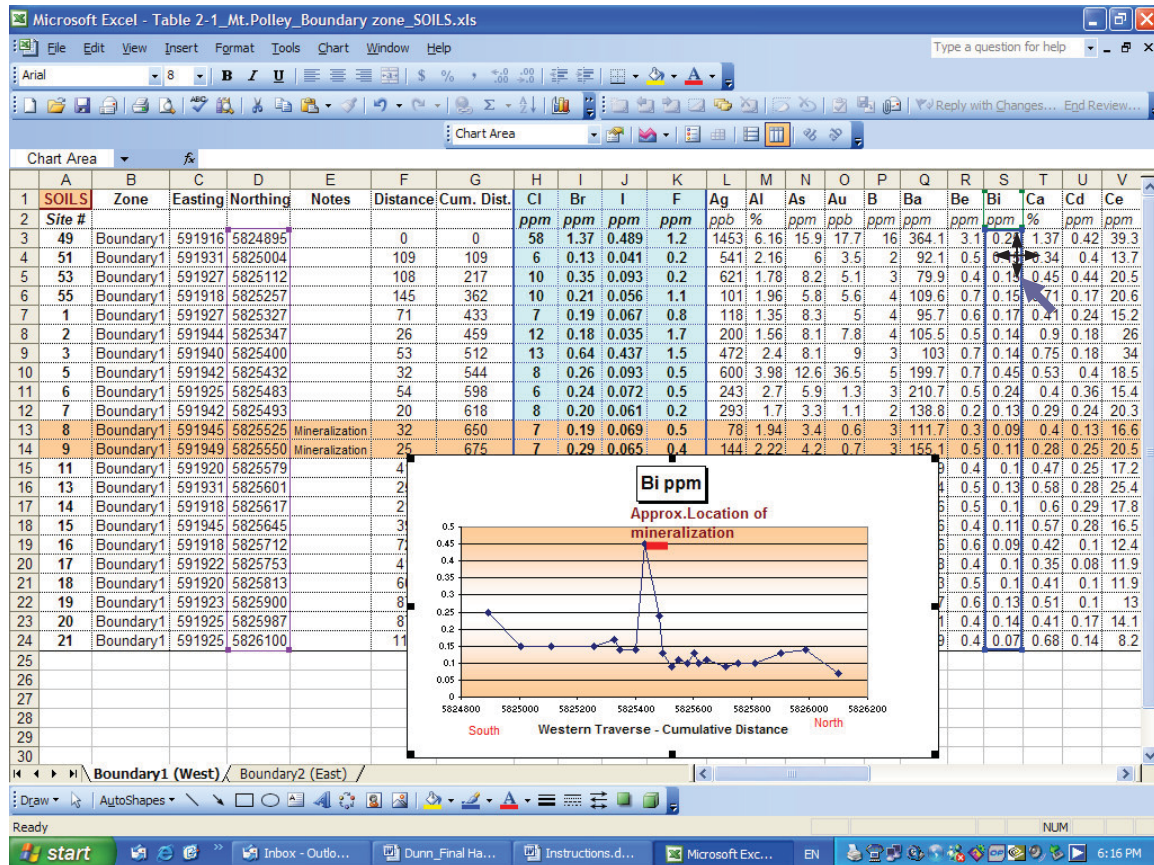 Microsoft Excel - Table 2-1_Mt.Polley_Boundary zone_SOILS.xls
File Edit View Insert Format Tools Chart Window Help Type a question for help
Arial 8 B I U $ %
Reply with Changes... End Review...
Chart Area
Chart Area fx
A B C D E F G H I J K L M N O P Q R S T U V
1 SOILS Zone Easting Northing Notes Distance Cum. Dist. Cl Br I F Ag Al As Au B Ba Be Bi Ca Cd Ce
2 Site # ppm ppm ppm ppm ppb % ppm ppb ppm ppm ppm ppm % ppm ppm
3 49 Boundary1 591916 5824895 0 0 58 1.37 0.489 1.2 1453 6.16 15.9 17.7 16 364.1 3.1 1.37 0.42 39.3
4 51 Boundary1 591931 5825004 109 109 6 0.13 0.041 0.2 541 2.16 6 3.5 2 92.1 0.5 0.34 0.4 13.7
5 53 Boundary1 591927 5825112 108 217 10 0.35 0.093 0.2 621 1.78 8.2 5.1 3 79.9 0.4 0.45 0.44 20.5
6 55 Boundary1 591918 5825257 145 362 10 0.21 0.056 1.1 101 1.96 5.8 5.6 4 109.6 0.7 0.15 0.17 20.6
7 1 Boundary1 591927 5825327 71 433 7 0.19 0.067 0.8 118 1.35 8.3 5 4 95.7 0.6 0.17 0.41 0.24 15.2
8 2 Boundary1 591944 5825347 26 459 12 0.18 0.035 1.7 200 1.56 8.1 7.8 4 105.5 0.5 0.14 0.9 0.18 26
9 3 Boundary1 591940 5825400 53 512 13 0.64 0.437 1.5 472 2.4 8.1 9 3 103 0.7 0.14 0.75 0.18 34
10 5 Boundary1 591942 5825432 32 544 8 0.26 0.093 0.5 600 3.98 12.6 36.5 5 199.7 0.7 0.45 0.53 0.4 18.5
11 6 Boundary1 591925 5825483 54 598 6 0.24 0.072 0.5 243 2.7 5.9 1.3 3 210.7 0.5 0.24 0.4 0.36 15.4
12 7 Boundary1 591942 5825493 20 618 8 0.20 0.061 0.2 293 1.7 3.3 1.1 2 138.8 0.2 0.13 0.29 0.24 20.3
13 8 Boundary1 591945 5825525 Mineralization 32 650 7 0.19 0.069 0.5 78 1.94 3.4 0.6 3 111.7 0.3 0.09 0.4 0.13 16.6
14 9 Boundary1 591949 5825550 Mineralization 25 675 7 0.29 0.065 0.4 144 2.22 4.2 0.7 3 155.1 0.5 0.11 0.28 0.25 20.5
15 11 Boundary1 591920 5825579 0.4 0.1 0.47 0.25 17.2
16 13 Boundary1 591931 5825601 0.5 0.13 0.58 0.28 25.4
17 14 Boundary1 591918 5825617 0.5 0.1 0.6 0.29 17.8
18 15 Boundary1 591945 5825645 0.4 0.11 0.57 0.28 16.5
19 16 Boundary1 591918 5825712 0.6 0.09 0.42 0.1 12.4
20 17 Boundary1 591922 5825753 0.4 0.1 0.35 0.08 11.9
21 18 Boundary1 591920 5825813 0.5 0.1 0.41 0.1 11.9
22 19 Boundary1 591923 5825900 0.6 0.13 0.51 0.1 13
23 20 Boundary1 591925 5825987 0.4 0.14 0.41 0.17 14.1
24 21 Boundary1 591925 5826100 0.4 0.07 0.68 0.14 8.2
25
26
27
28
29
30
Bi ppm
Approx.Location of
mineralization
0.5
0.45
0.4
0.35
0.3
0.25
0.2
0.15
0.1
0.05
0
5824800 5825000 5825200 5825400 5825600 5825800 5826000 5826200
South Western Traverse - Cumulative Distance North
Boundary1 (West) Boundary2 (East)
Draw AutoShapes
Ready NUM
start Inbox - Outlo... Dunn_Final Ha... Instructions.d... Microsoft Exc... EN 6:16 PM